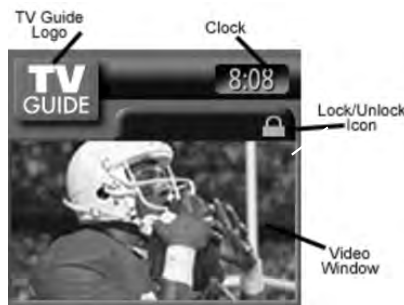 TV Guide
Logo
Clock
TV
GUIDE
8:08
Lock/Unlock
Icon
Video
Window